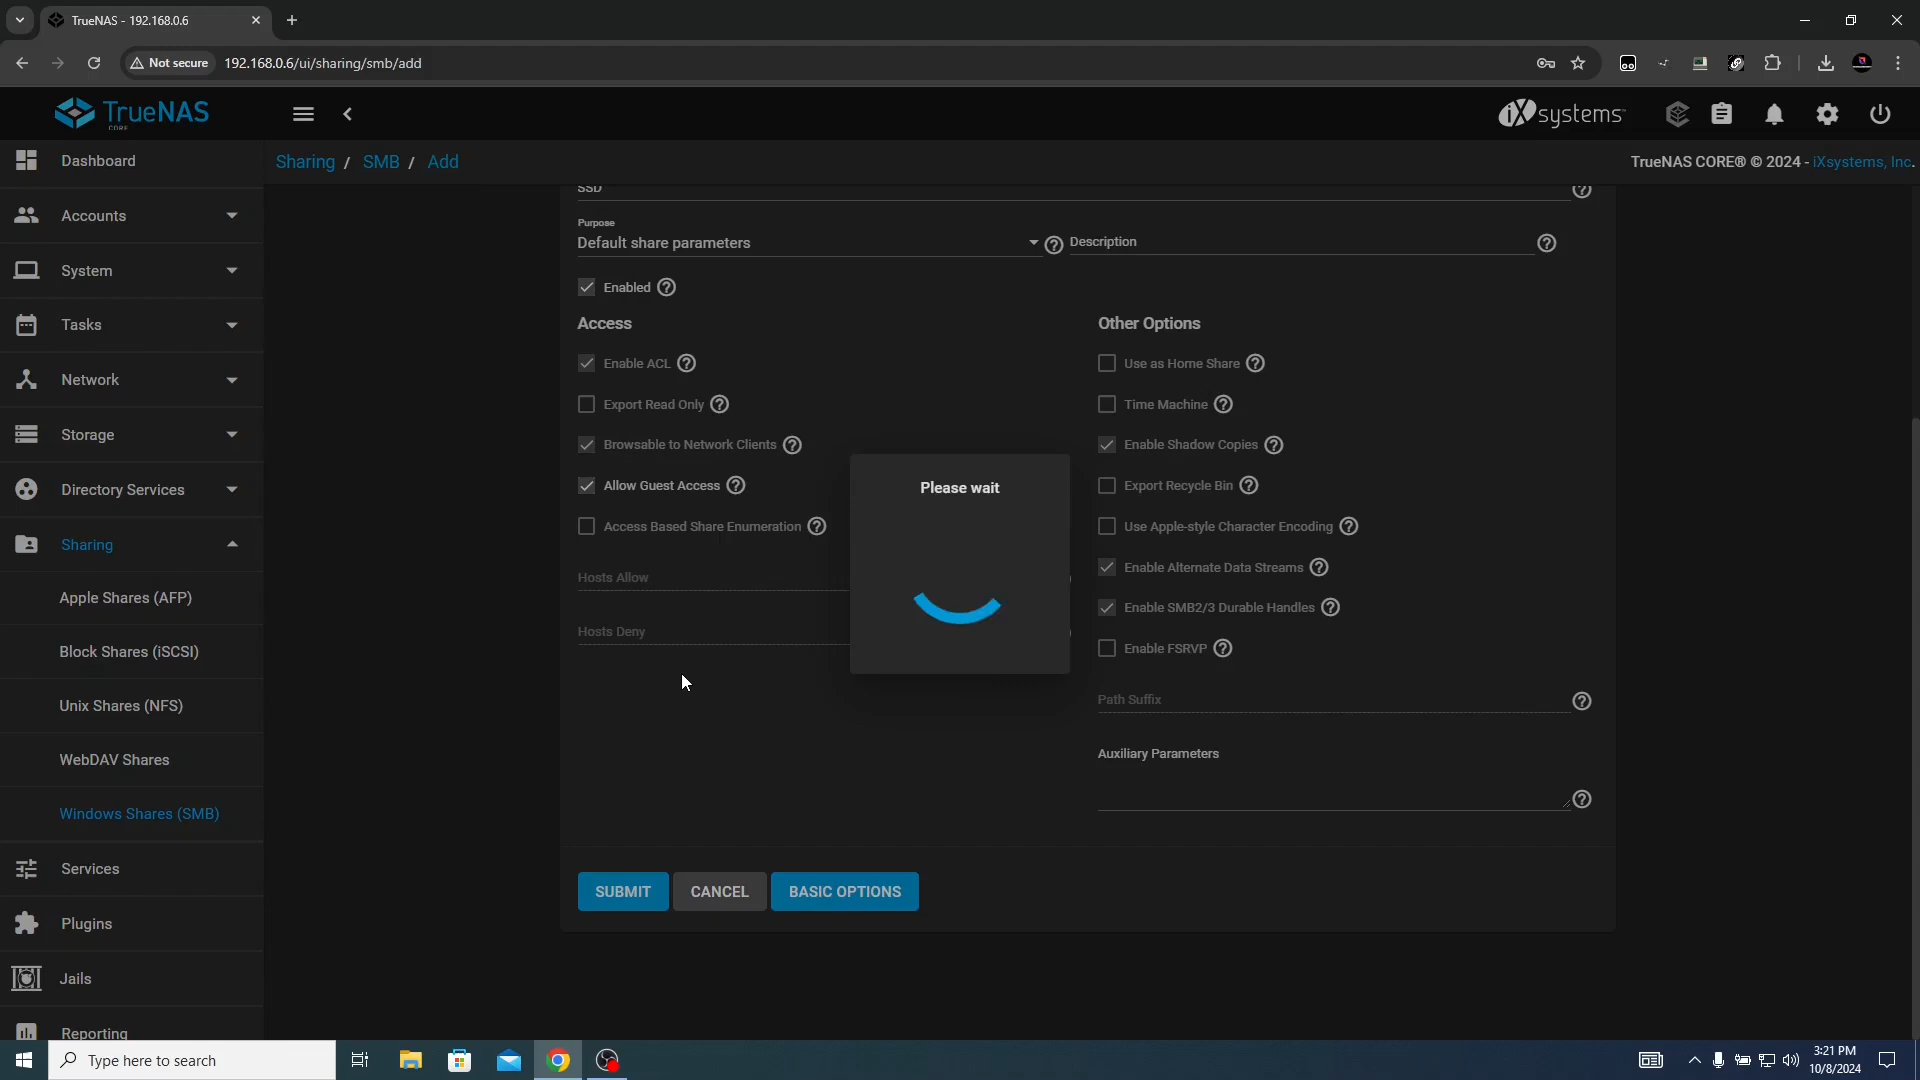 TrueNAS - 192.168.0.6
Not secure
192.168.0.6/ui/sharing/smb/add
TrueNAS
CORE
iXsystems
Sharing / SMB / Add
TrueNAS CORE® © 2024 - iXsystems, Inc.
Dashboard
Accounts
System
Tasks
Network
Storage
Directory Services
Sharing
Apple Shares (AFP)
Block Shares (iSCSI)
Unix Shares (NFS)
WebDAV Shares
Windows Shares (SMB)
Services
Plugins
Jails
Reporting
SSD
Purpose
Default share parameters
Description
Enabled
Access
Enable ACL
Export Read Only
Browsable to Network Clients
Allow Guest Access
Access Based Share Enumeration
Hosts Allow
Hosts Deny
Other Options
Use as Home Share
Time Machine
Enable Shadow Copies
Export Recycle Bin
Use Apple-style Character Encoding
Enable Alternate Data Streams
Enable SMB2/3 Durable Handles
Enable FSRVP
Path Suffix
Auxiliary Parameters
Please wait
SUBMIT
CANCEL
BASIC OPTIONS
Type here to search
3:21 PM
10/8/2024